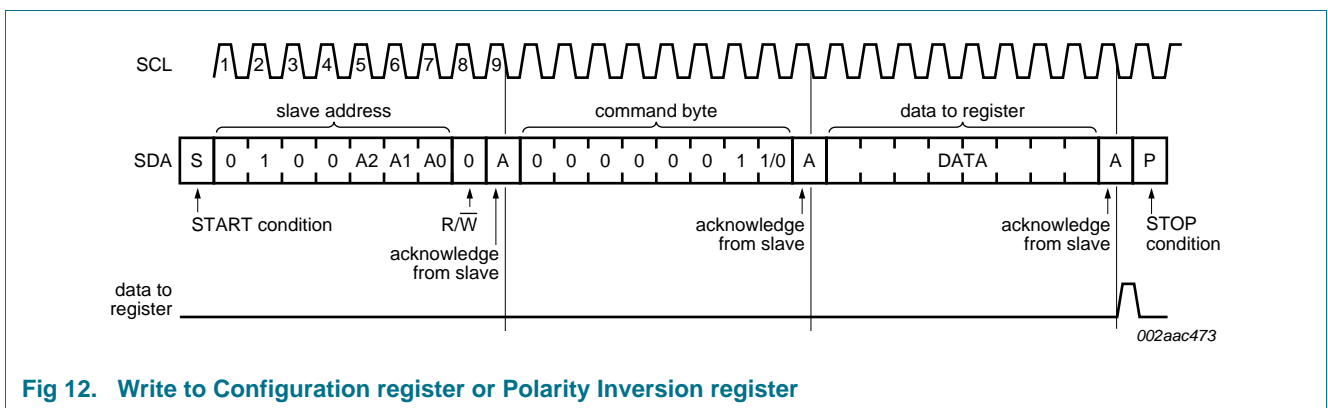 SCL 1 2 3 4 5 6 7 8 9
slave address command byte data to register
SDA S 0 1 0 0 A2 A1 A0 0 A 0 0 0 0 0 0 1 1/0 A DATA A P
START condition R/W̅ acknowledge from slave acknowledge from slave acknowledge from slave STOP condition
data to
register
002aac473
Fig 12. Write to Configuration register or Polarity Inversion register